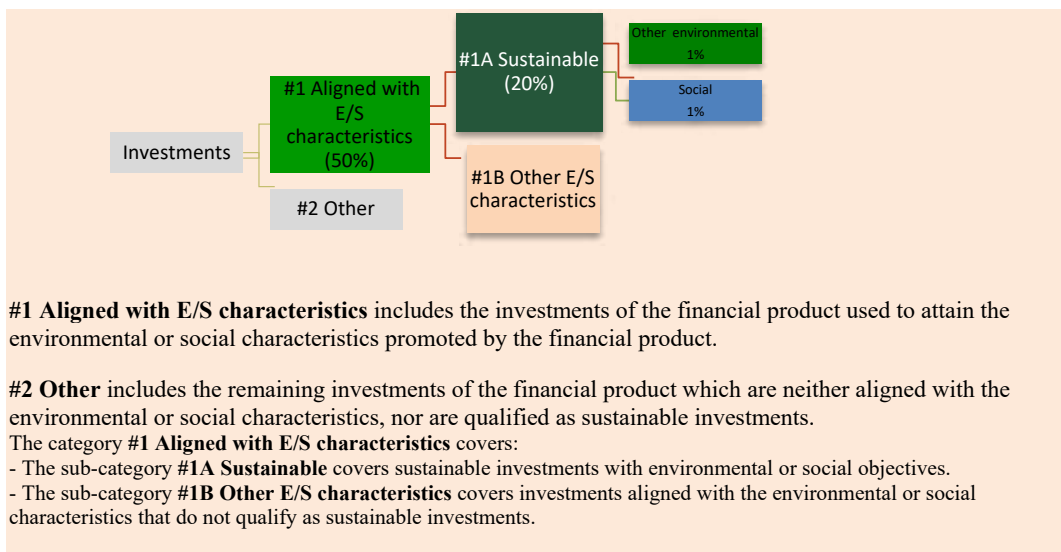 Investments
#1 Aligned with
E/S
characteristics
(50%)
#2 Other
#1A Sustainable
(20%)
#1B Other E/S
characteristics
Other environmental
1%
Social
1%
#1 Aligned with E/S characteristics includes the investments of the financial product used to attain the
environmental or social characteristics promoted by the financial product.
#2 Other includes the remaining investments of the financial product which are neither aligned with the
environmental or social characteristics, nor are qualified as sustainable investments.
The category #1 Aligned with E/S characteristics covers:
- The sub-category #1A Sustainable covers sustainable investments with environmental or social objectives.
- The sub-category #1B Other E/S characteristics covers investments aligned with the environmental or social
characteristics that do not qualify as sustainable investments.